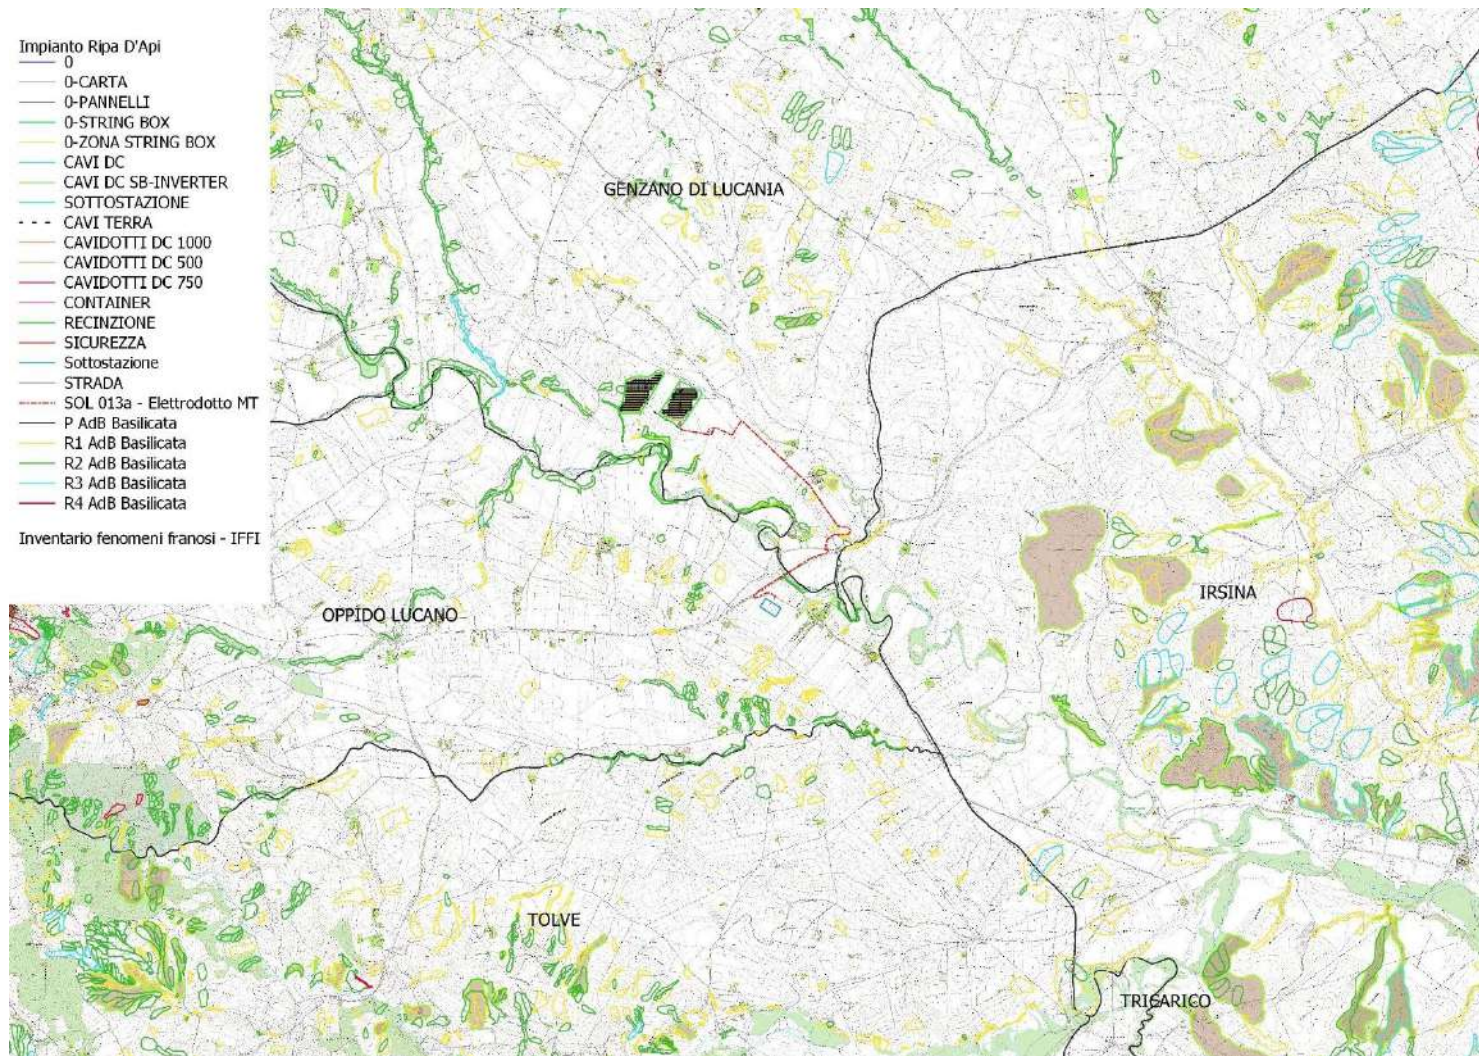 Impianto Ripa D'Api
0
0-CARTA
0-PANNELLI
0-STRING BOX
0-ZONA STRING BOX
CAVI DC
CAVI DC SB-INVERTER
SOTTOSTAZIONE
CAVI TERRA
CAVIDOTTI DC 1000
CAVIDOTTI DC 500
CAVIDOTTI DC 750
CONTAINER
RECINZIONE
SICUREZZA
Sottostazione
STRADA
SOL 013a - Elettrodotto MT
P AdB Basilicata
R1 AdB Basilicata
R2 AdB Basilicata
R3 AdB Basilicata
R4 AdB Basilicata
Inventario fenomeni franosi - IFFI
GENZANO DI LUCANIA
IRSINA
OPPIDO LUCANO
TOLVE
TRICARICO